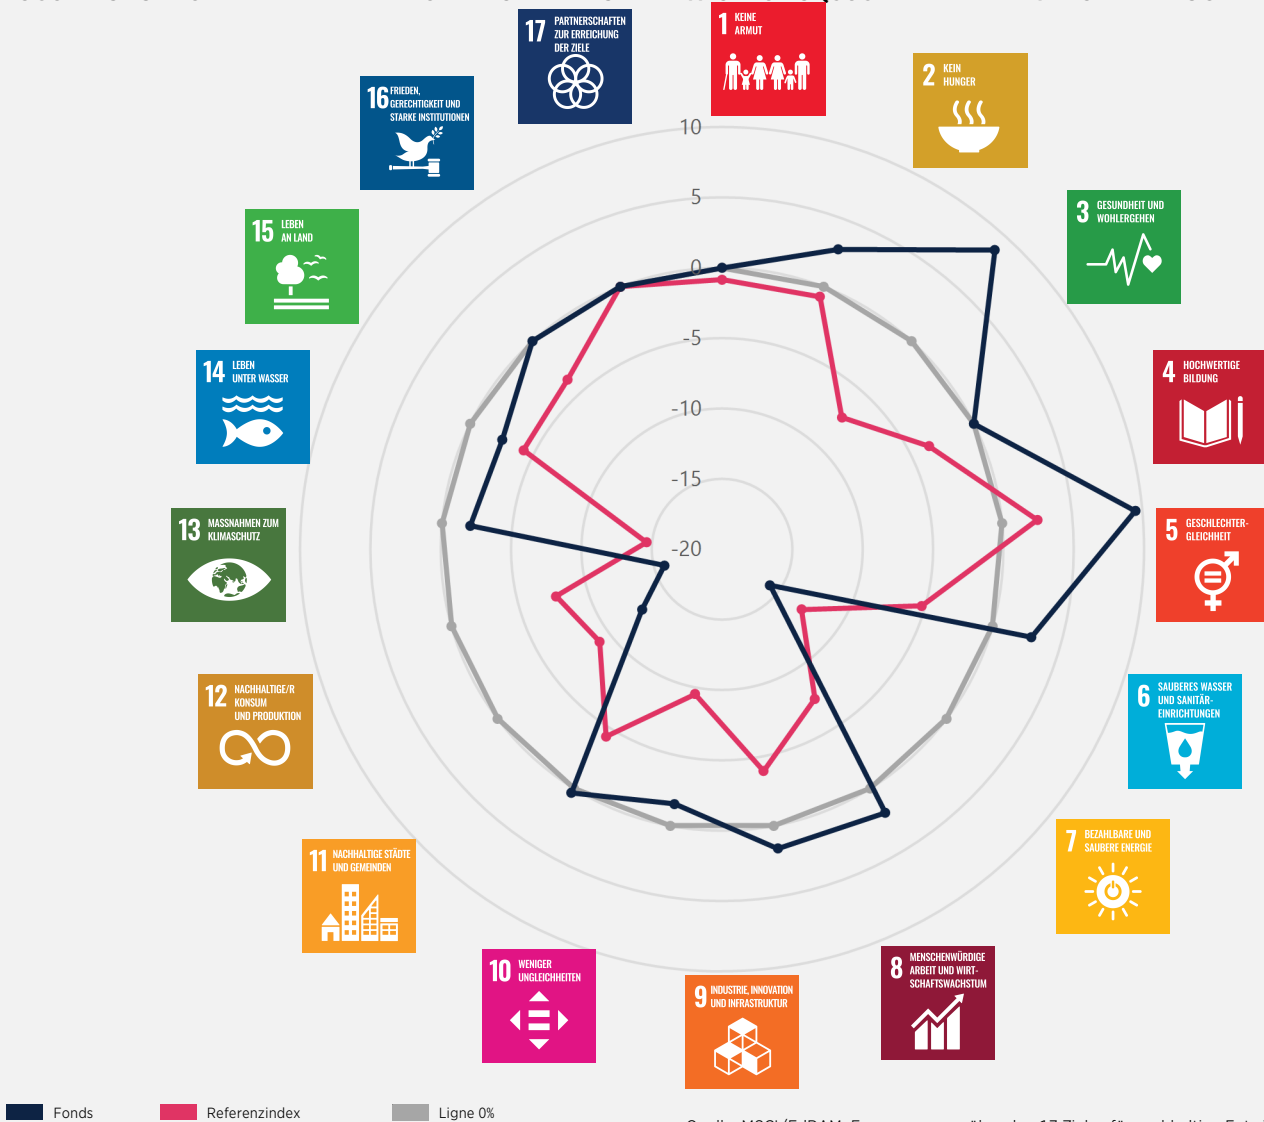 17 PARTNERSCHAFTEN
ZUR ERREICHUNG
DER ZIELE
1 KEINE
ARMUT
2 KEIN
HUNGER
16 FRIEDEN,
GERECHTIGKEIT UND
STARKE INSTITUTIONEN
3 GESUNDHEIT UND
WOHLERGEHEN
15 LEBEN
AN LAND
14 LEBEN
UNTER WASSER
4 HOCHWERTIGE
BILDUNG
13 MASSNAHMEN ZUM
KLIMASCHUTZ
5 GESCHLECHTER-
GLEICHHEIT
12 NACHHALTIGE/R
KONSUM
UND PRODUKTION
6 SAUBERES WASSER
UND SANITÄR-
EINRICHTUNGEN
11 NACHHALTIGE STÄDTE
UND GEMEINDEN
7 BEZAHLBARE UND
SAUBERE ENERGIE
10 WENIGER
UNGLEICHHEITEN
9 INDUSTRIE, INNOVATION
UND INFRASTRUKTUR
8 MENSCHENWÜRDIGE
ARBEIT UND WIRT-
SCHAFTSWACHSTUM
10
5
0
-5
-10
-15
-20
Fonds
Referenzindex
Ligne 0%